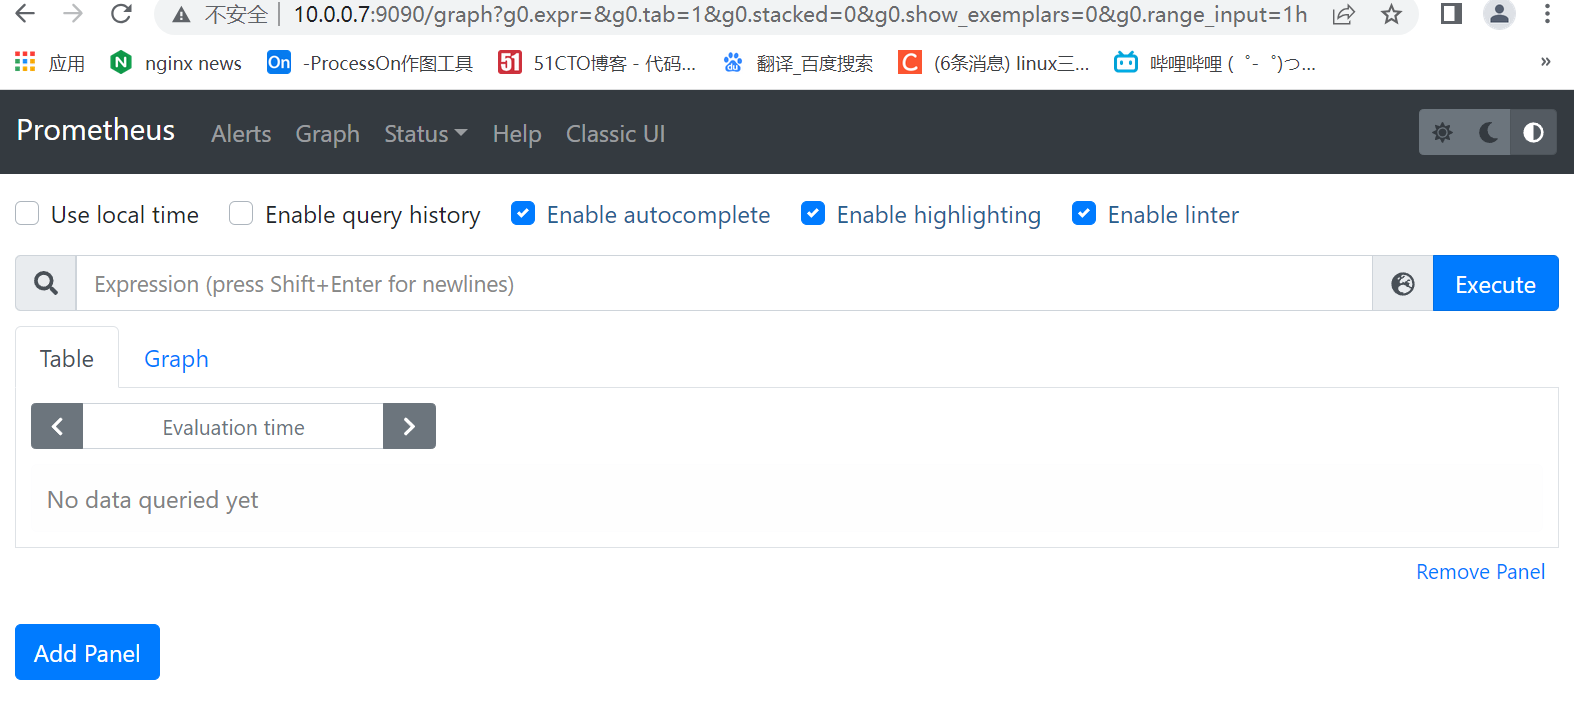 不安全 10.0.0.7:9090/graph?g0.expr=&g0.tab=1&g0.stacked=0&g0.show_exemplars=0&g0.range_input=1h
应用 nginx news On -ProcessOn作图工具 51 51CTO博客 - 代码... du 翻译_百度搜索 C (6条消息) linux三... 哔哩哔哩 (゜-゜)つ... »
Prometheus Alerts Graph Status Help Classic UI
Use local time Enable query history Enable autocomplete Enable highlighting Enable linter
Expression (press Shift+Enter for newlines) Execute
Table Graph
Evaluation time
No data queried yet
Remove Panel
Add Panel